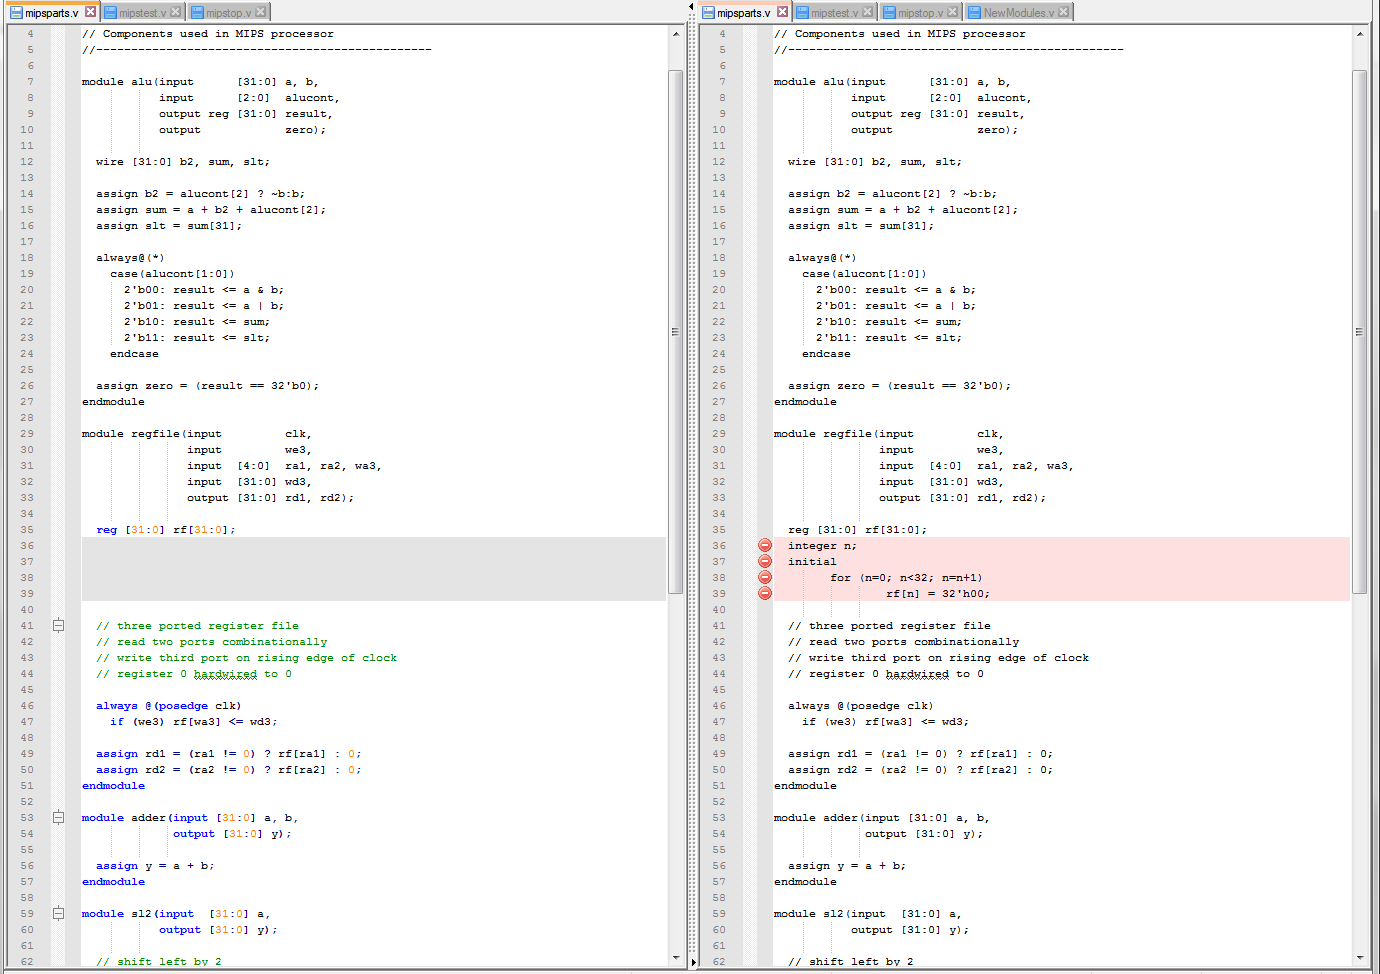 mipsparts.v mipstest.v mipstop.v
4 // Components used in MIPS processor
5 //------------------------------------------------
6
7 module alu(input      [31:0] a, b,
8            input      [2:0]  alucont,
9            output reg [31:0] result,
10            output            zero);
11
12   wire [31:0] b2, sum, slt;
13
14   assign b2 = alucont[2] ? ~b:b;
15   assign sum = a + b2 + alucont[2];
16   assign slt = sum[31];
17
18   always@(*)
19     case(alucont[1:0])
20       2'b00: result <= a & b;
21       2'b01: result <= a | b;
22       2'b10: result <= sum;
23       2'b11: result <= slt;
24     endcase
25
26   assign zero = (result == 32'b0);
27 endmodule
28
29 module regfile(input         clk,
30                input         we3,
31                input  [4:0]  ra1, ra2, wa3,
32                input  [31:0] wd3,
33                output [31:0] rd1, rd2);
34
35   reg [31:0] rf[31:0];
36
37
38
39
40
41   // three ported register file
42   // read two ports combinationally
43   // write third port on rising edge of clock
44   // register 0 hardwired to 0
45
46   always @(posedge clk)
47     if (we3) rf[wa3] <= wd3;
48
49   assign rd1 = (ra1 != 0) ? rf[ra1] : 0;
50   assign rd2 = (ra2 != 0) ? rf[ra2] : 0;
51 endmodule
52
53 module adder(input [31:0] a, b,
54              output [31:0] y);
55
56   assign y = a + b;
57 endmodule
58
59 module sl2(input  [31:0] a,
60            output [31:0] y);
61
62   // shift left by 2
mipsparts.v mipstest.v mipstop.v NewModules.v
4 // Components used in MIPS processor
5 //------------------------------------------------
6
7 module alu(input      [31:0] a, b,
8            input      [2:0]  alucont,
9            output reg [31:0] result,
10            output            zero);
11
12   wire [31:0] b2, sum, slt;
13
14   assign b2 = alucont[2] ? ~b:b;
15   assign sum = a + b2 + alucont[2];
16   assign slt = sum[31];
17
18   always@(*)
19     case(alucont[1:0])
20       2'b00: result <= a & b;
21       2'b01: result <= a | b;
22       2'b10: result <= sum;
23       2'b11: result <= slt;
24     endcase
25
26   assign zero = (result == 32'b0);
27 endmodule
28
29 module regfile(input         clk,
30                input         we3,
31                input  [4:0]  ra1, ra2, wa3,
32                input  [31:0] wd3,
33                output [31:0] rd1, rd2);
34
35   reg [31:0] rf[31:0];
36   integer n;
37   initial
38         for (n=0; n<32; n=n+1)
39                 rf[n] = 32'h00;
40
41   // three ported register file
42   // read two ports combinationally
43   // write third port on rising edge of clock
44   // register 0 hardwired to 0
45
46   always @(posedge clk)
47     if (we3) rf[wa3] <= wd3;
48
49   assign rd1 = (ra1 != 0) ? rf[ra1] : 0;
50   assign rd2 = (ra2 != 0) ? rf[ra2] : 0;
51 endmodule
52
53 module adder(input [31:0] a, b,
54              output [31:0] y);
55
56   assign y = a + b;
57 endmodule
58
59 module sl2(input  [31:0] a,
60            output [31:0] y);
61
62   // shift left by 2